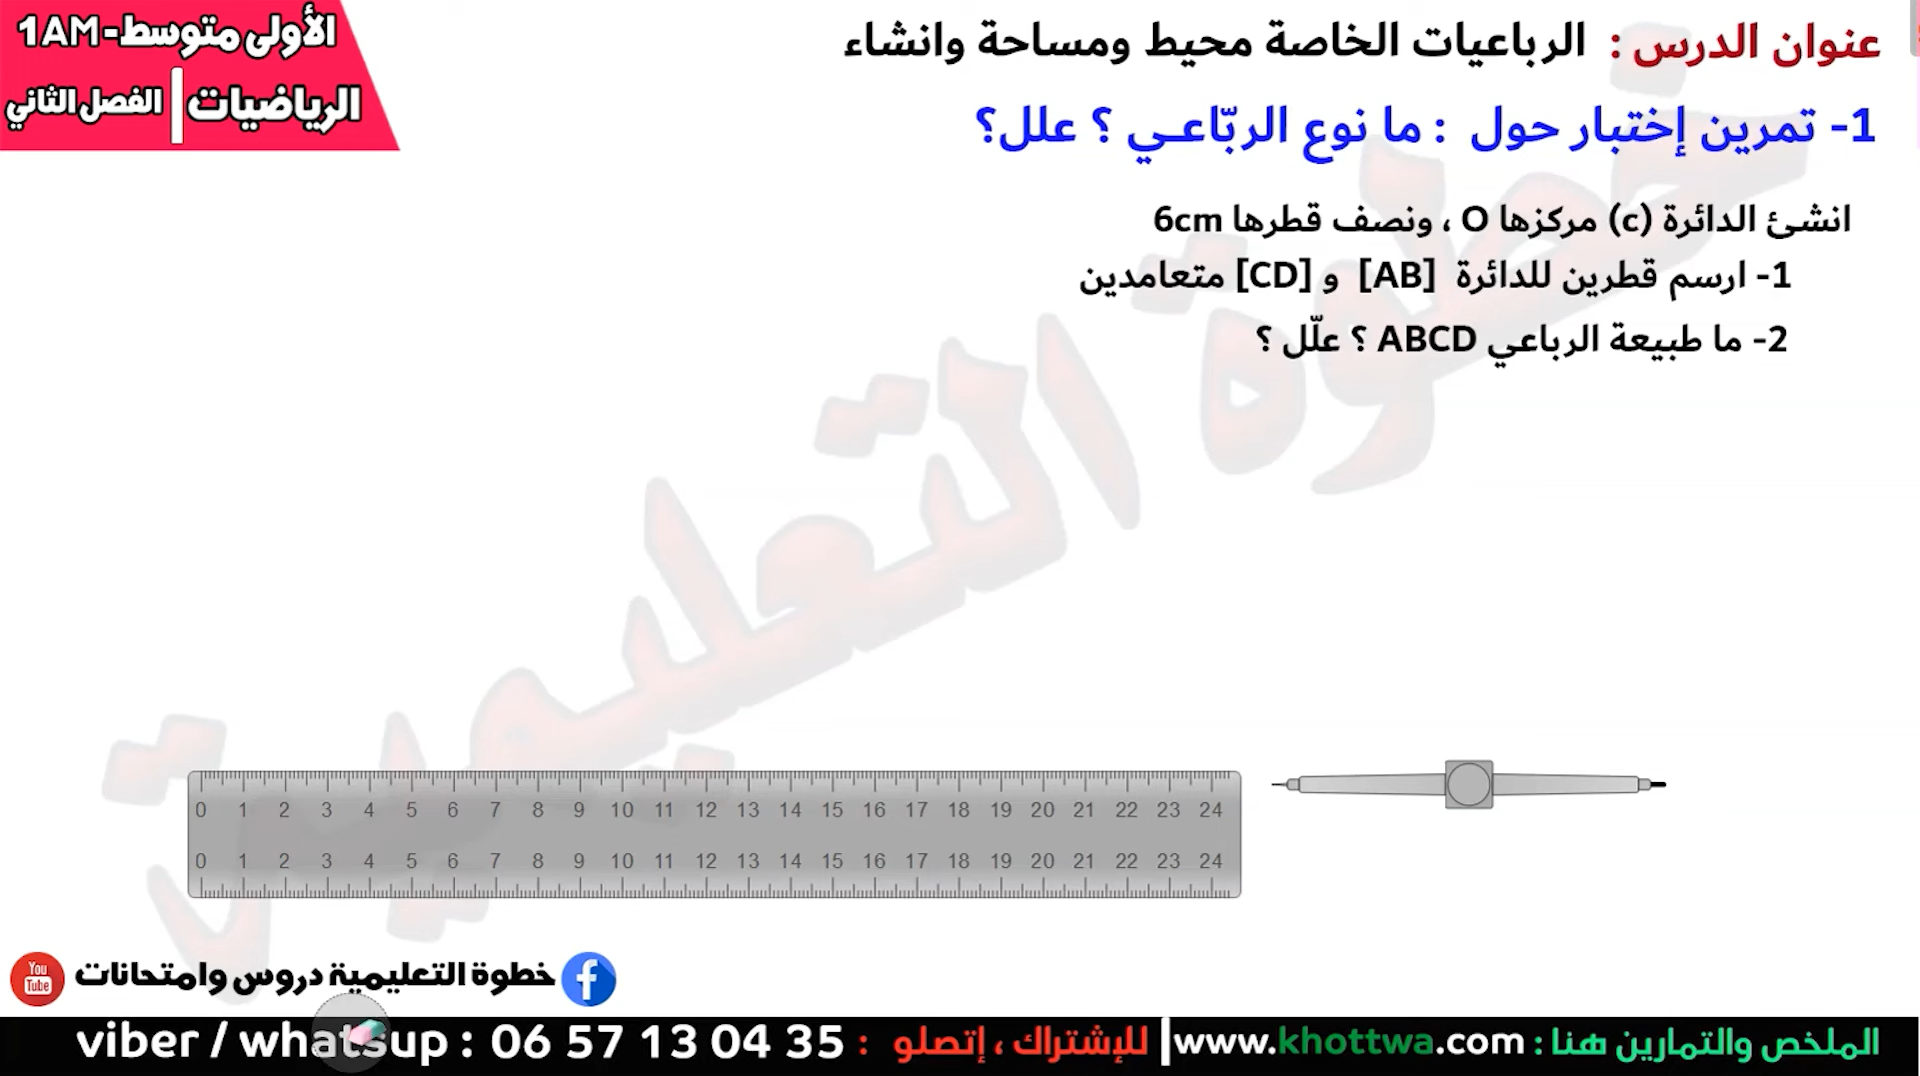 الأولى متوسط-1AM
الرياضيات | الفصل الثاني
عنوان الدرس : الرباعيات الخاصة محيط ومساحة وانشاء
1- تمرين إختبار حول : ما نوع الربّاعـي ؟ علل؟
انشئ الدائرة (c) مركزها O ، ونصف قطرها 6cm
1- ارسم قطرين للدائرة [AB] و [CD] متعامدين
2- ما طبيعة الرباعي ABCD ؟ علّل ؟
خطوة التعليمية
0 1 2 3 4 5 6 7 8 9 10 11 12 13 14 15 16 17 18 19 20 21 22 23 24
0 1 2 3 4 5 6 7 8 9 10 11 12 13 14 15 16 17 18 19 20 21 22 23 24
You Tube خطوة التعليمية دروس وامتحانات f
الملخص والتمارين هنا : www.khottwa.com | للإشتراك ، إتصلو : viber / whatsup : 06 57 13 04 35